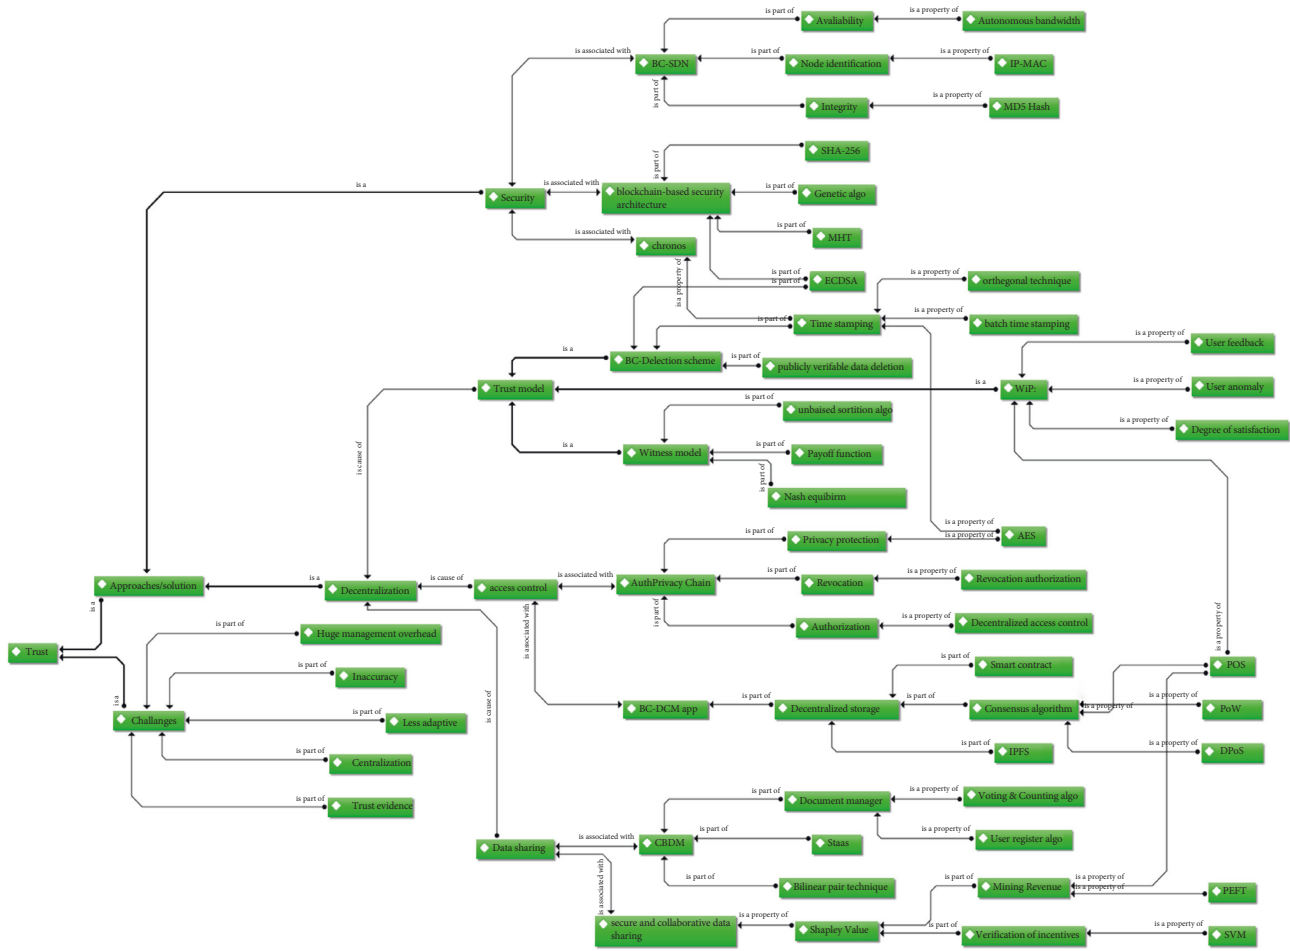 is part of
Avaliability
is a property of
Autonomous bandwidth
is associated with
BC-SDN
is part of
Node identification
is a property of
IP-MAC
is part of
Integrity
is a property of
MD5 Hash
is part of
SHA-256
is a
Security
is associated with
blockchain-based security
architecture
is part of
Genetic algo
is part of
MHT
is associated with
chronos
is a property of
is part of
ECDSA
is part of
is a property of
orthegonal technique
is part of
Time stamping
is a property of
batch time stamping
is a
BC-Delection scheme
is part of
publicly verifable data deletion
is a property of
User feedback
Trust model
is a
WiP:
is a property of
User anomaly
is a property of
Degree of satisfaction
is part of
unbaised sortition algo
is a
Witness model
is part of
Payoff function
is part of
Nash equibirm
is cause of
is part of
Privacy protection
is a property of
is a property of
AES
Approaches/solution
is a
Decentralization
is cause of
access control
is associated with
AuthPrivacy Chain
is part of
Revocation
is a property of
Revocation authorization
is part of
Authorization
is a property of
Decentralized access control
is a
Trust
is a
is part of
Huge management overhead
is part of
Inaccuracy
Challanges
is part of
Less adaptive
is part of
Centralization
is part of
Trust evidence
is associated with
is cause of
is part of
Smart contract
is a property of
POS
BC-DCM app
is part of
Decentralized storage
is part of
Consensus algorithm
is a property of
is a property of
PoW
is part of
IPFS
is a property of
DPoS
is part of
Document manager
is a property of
Voting & Counting algo
is a property of
User register algo
Data sharing
is associated with
CBDM
is part of
Staas
is part of
Bilinear pair technique
is associated with
secure and collaborative data
sharing
is a property of
Shapley Value
is part of
Mining Revenue
is a property of
is a property of
PEFT
is part of
Verification of incentives
is a property of
SVM